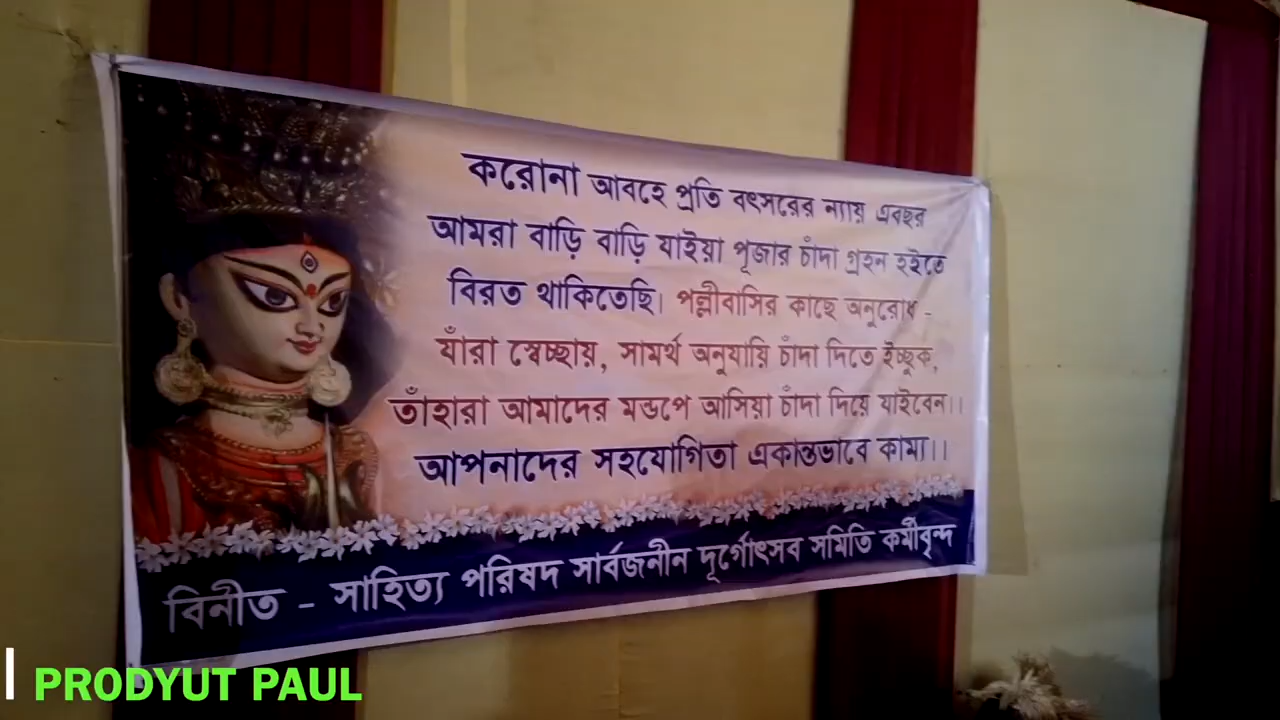 করোনা আবহে প্রতি বৎসরের ন্যায় এবছর
আমরা বাড়ি বাড়ি যাইয়া পূজার চাঁদা গ্রহন হইতে
বিরত থাকিতেছি। পল্লীবাসির কাছে অনুরোধ -
যাঁরা স্বেচ্ছায়, সামর্থ অনুযায়ি চাঁদা দিতে ইচ্ছুক,
তাঁহারা আমাদের মন্ডপে আসিয়া চাঁদা দিয়ে যাইবেন।।
আপনাদের সহযোগিতা একান্তভাবে কাম্য।।
বিনীত - সাহিত্য পরিষদ সার্বজনীন দূর্গোৎসব সমিতি কর্মীবৃন্দ
PRODYUT PAUL